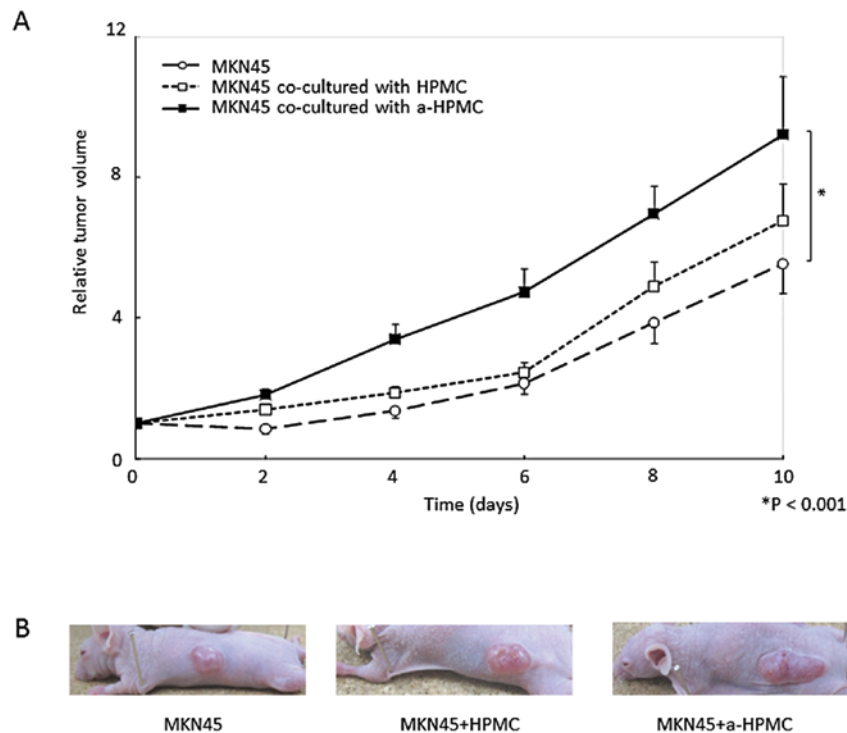 A
12
8
4
0
Relative tumor volume
MKN45
MKN45 co-cultured with HPMC
MKN45 co-cultured with a-HPMC
*
0 2 4 6 8 10
Time (days)
*P < 0.001
B
MKN45 MKN45+HPMC MKN45+a-HPMC